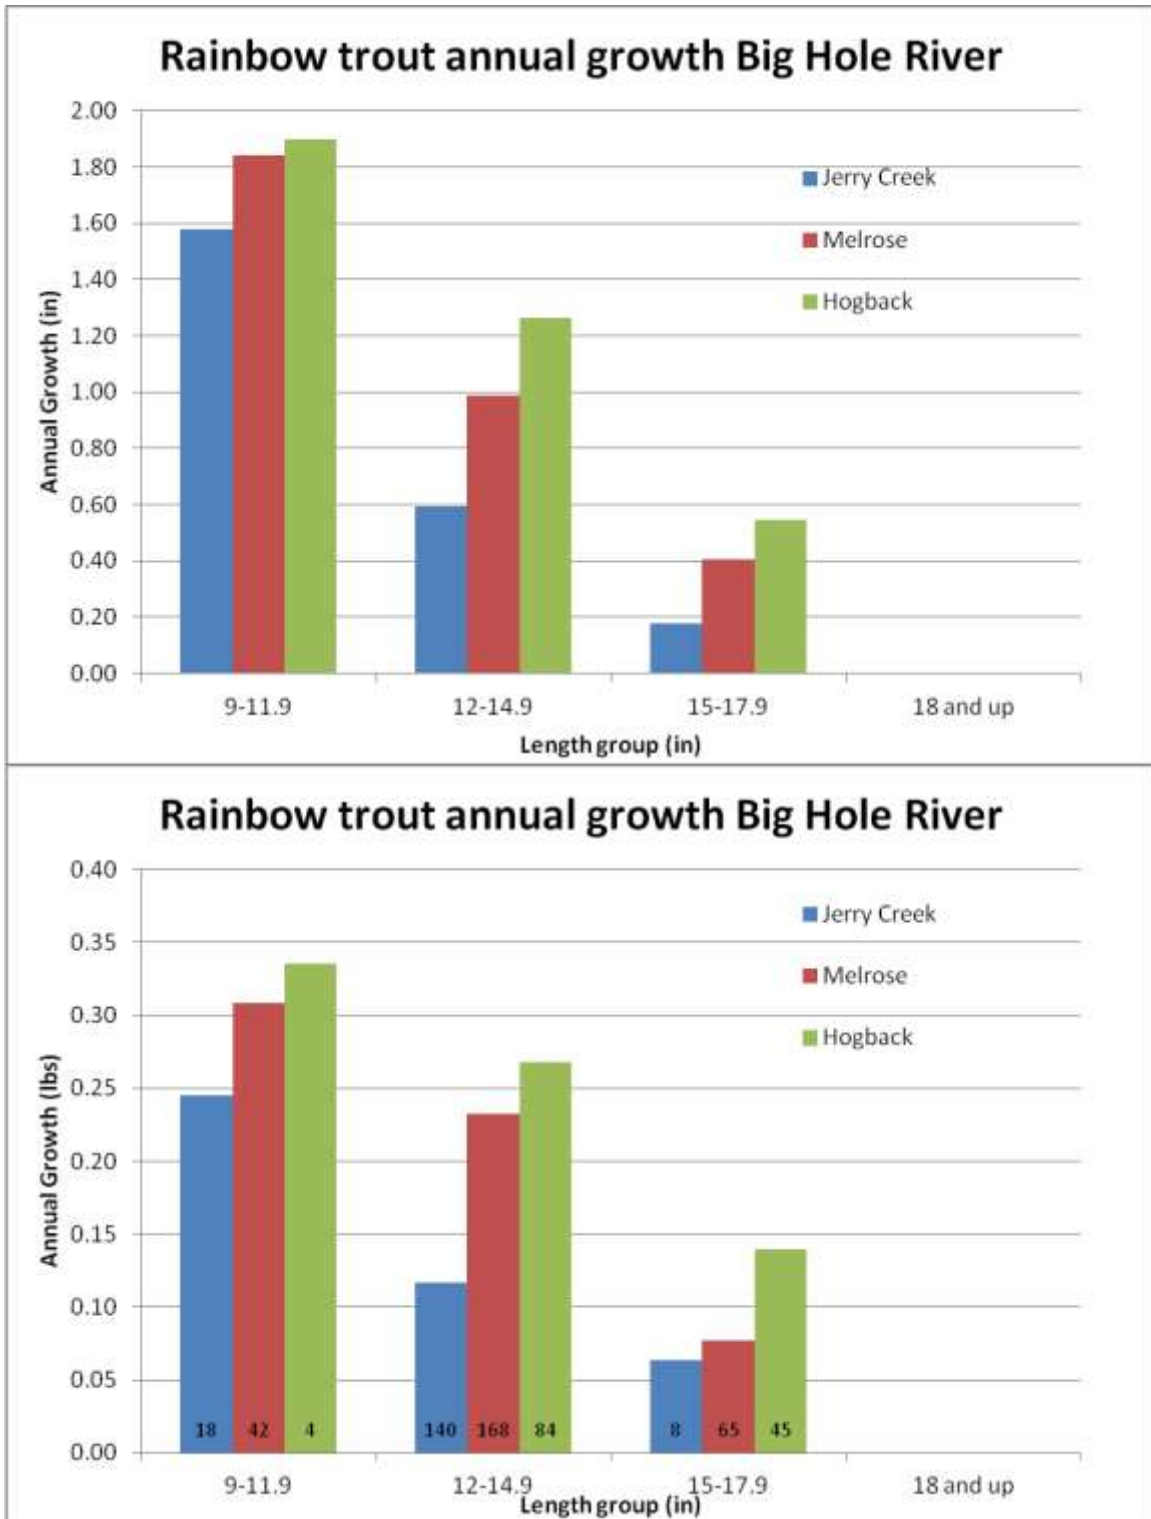 Rainbow trout annual growth Big Hole River
2.00
1.80
1.60
1.40
1.20
1.00
0.80
0.60
0.40
0.20
0.00
Annual Growth (in)
Jerry Creek
Melrose
Hogback
9-11.9 12-14.9 15-17.9 18 and up
Length group (in)
Rainbow trout annual growth Big Hole River
0.40
0.35
0.30
0.25
0.20
0.15
0.10
0.05
0.00
Annual Growth (lbs)
Jerry Creek
Melrose
Hogback
18 42 4 140 168 84 8 65 45
9-11.9 12-14.9 15-17.9 18 and up
Length group (in)